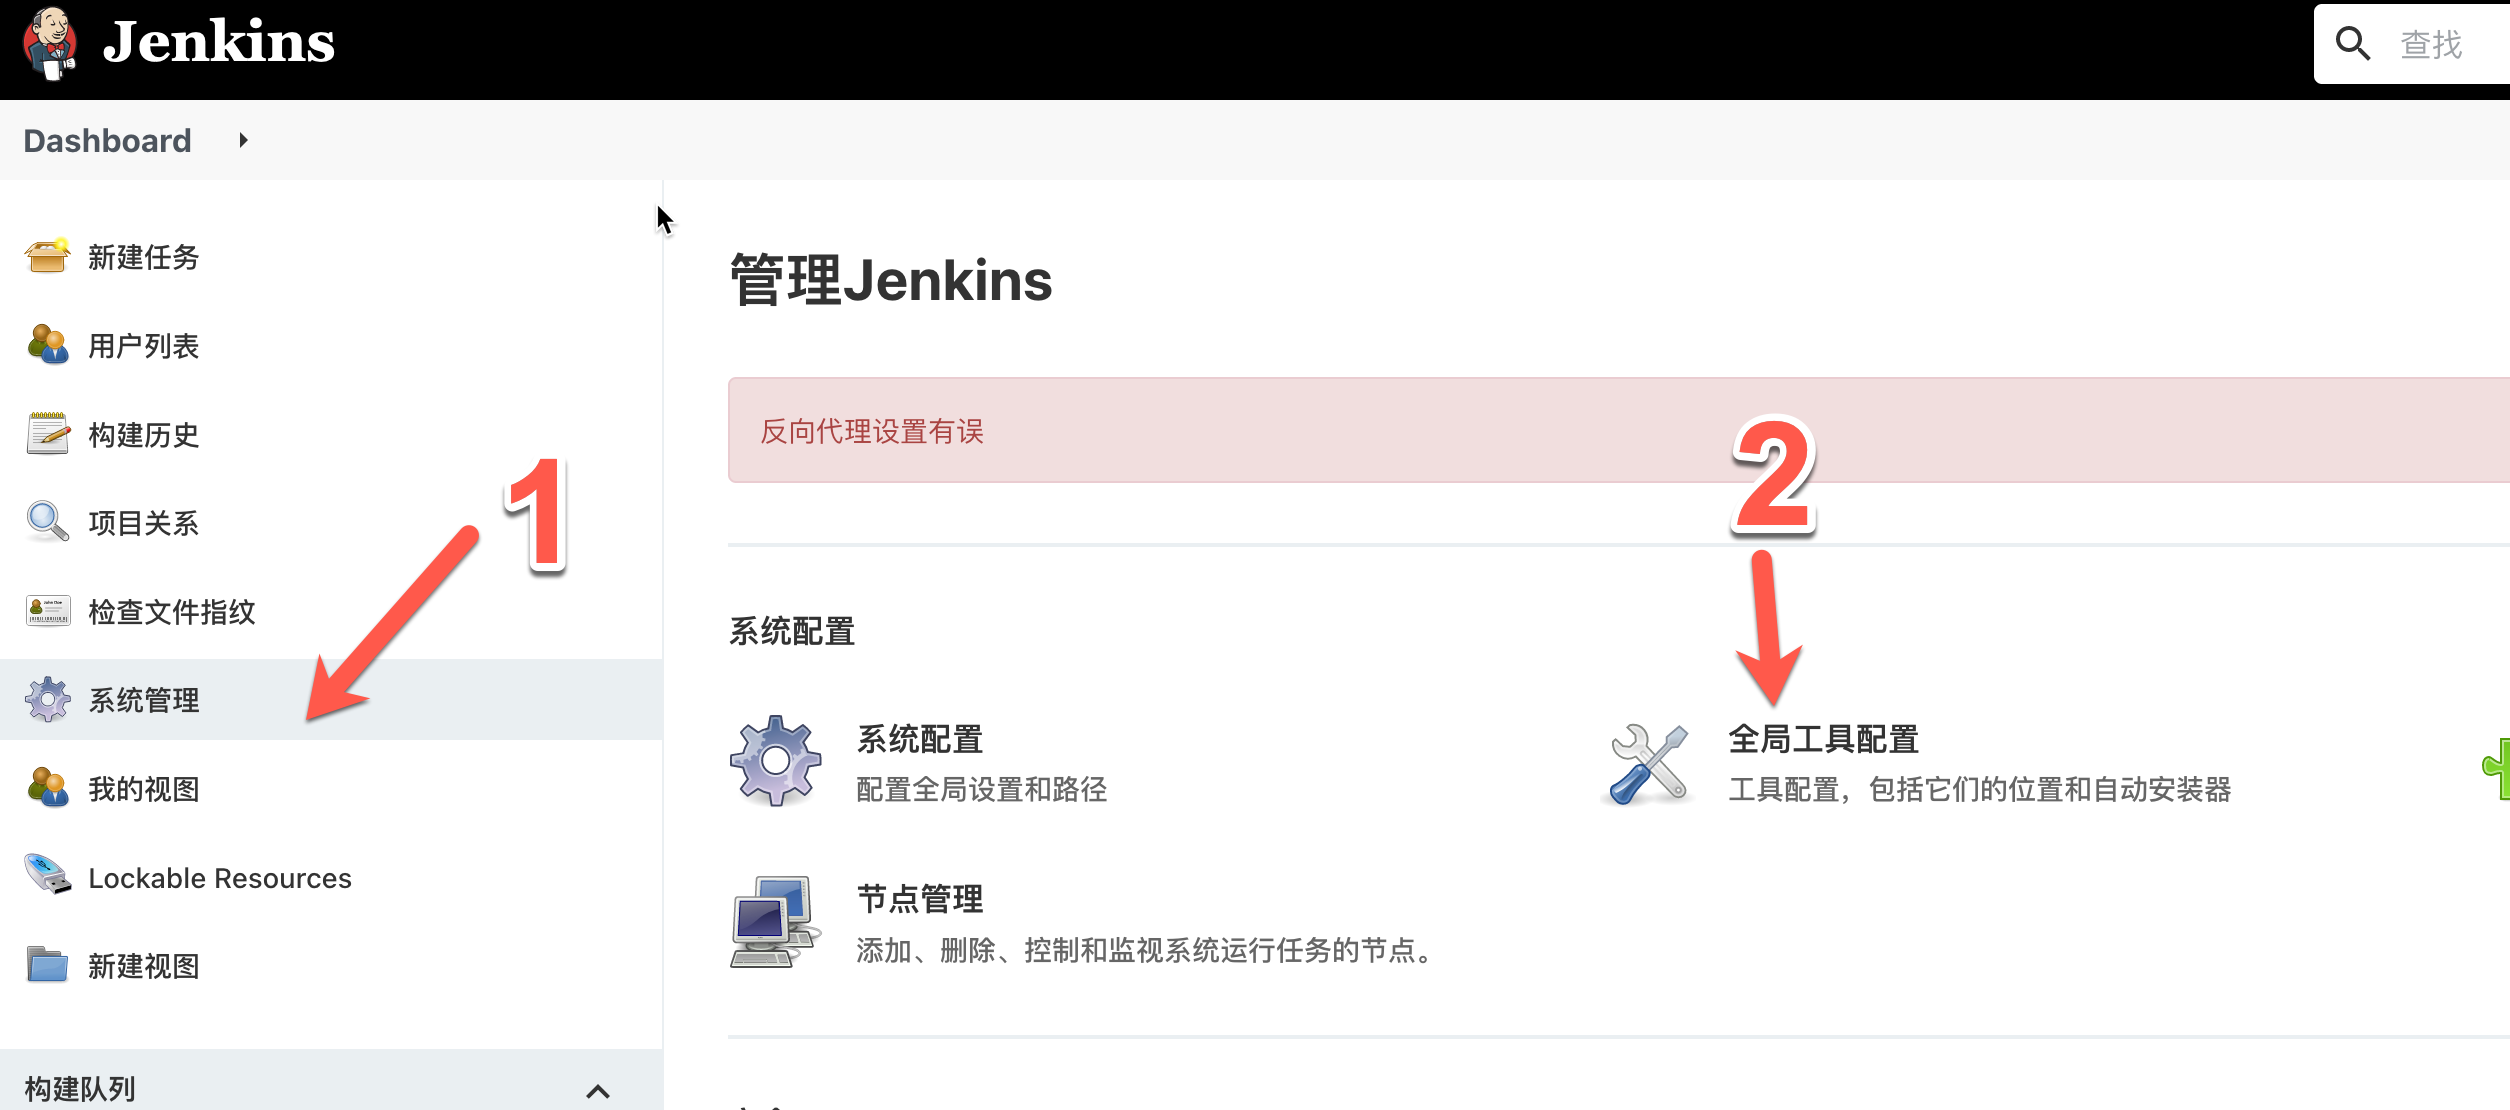 Jenkins
查找
Dashboard
新建任务
用户列表
构建历史
项目关系
检查文件指纹
系统管理
我的视图
Lockable Resources
新建视图
构建队列
1
管理Jenkins
反向代理设置有误
2
系统配置
系统配置
配置全局设置和路径
全局工具配置
工具配置，包括它们的位置和自动安装器
节点管理
添加、删除、控制和监视系统运行任务的节点。